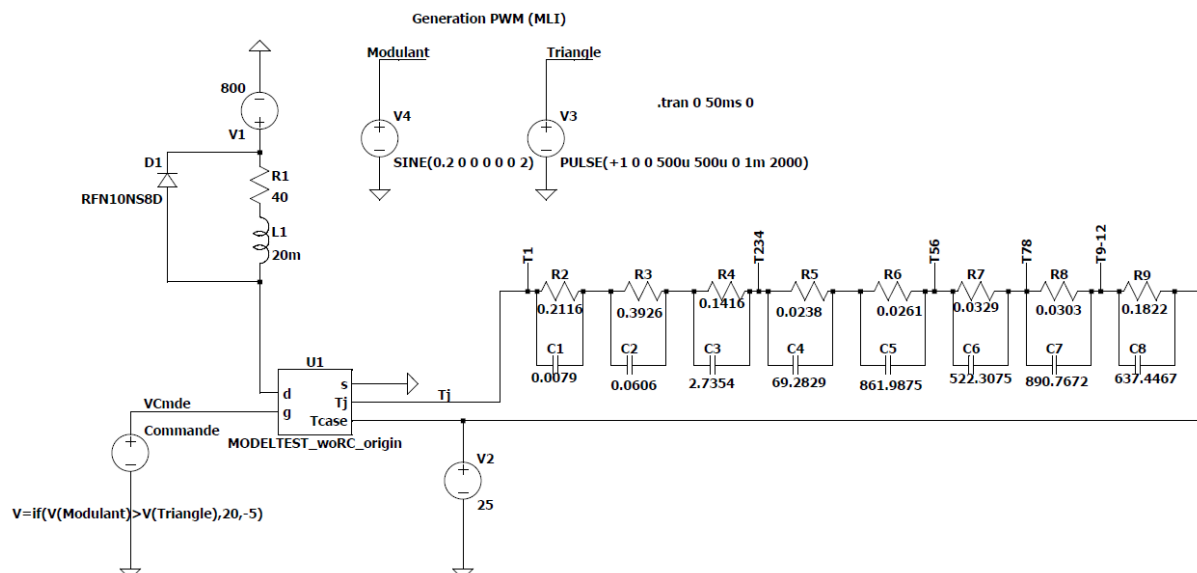 Generation PWM (MLI)
Modulant
Triangle
.tran 0 50ms 0
800
V1
V4
SINE(0.2 0 0 0 0 0 2)
V3
PULSE(+1 0 0 500u 500u 0 1m 2000)
D1
RFN10NS8D
R1
40
L1
20m
T1
T234
T56
T78
T9-12
R2
0.2116
R3
0.3926
R4
0.1416
R5
0.0238
R6
0.0261
R7
0.0329
R8
0.0303
R9
0.1822
C1
0.0079
C2
0.0606
C3
2.7354
C4
69.2829
C5
861.9875
C6
522.3075
C7
890.7672
C8
637.4467
U1
s
d
Tj
g
Tcase
Tj
MODELTEST_woRC_origin
VCmde
Commande
V=if(V(Modulant)>V(Triangle),20,-5)
V2
25